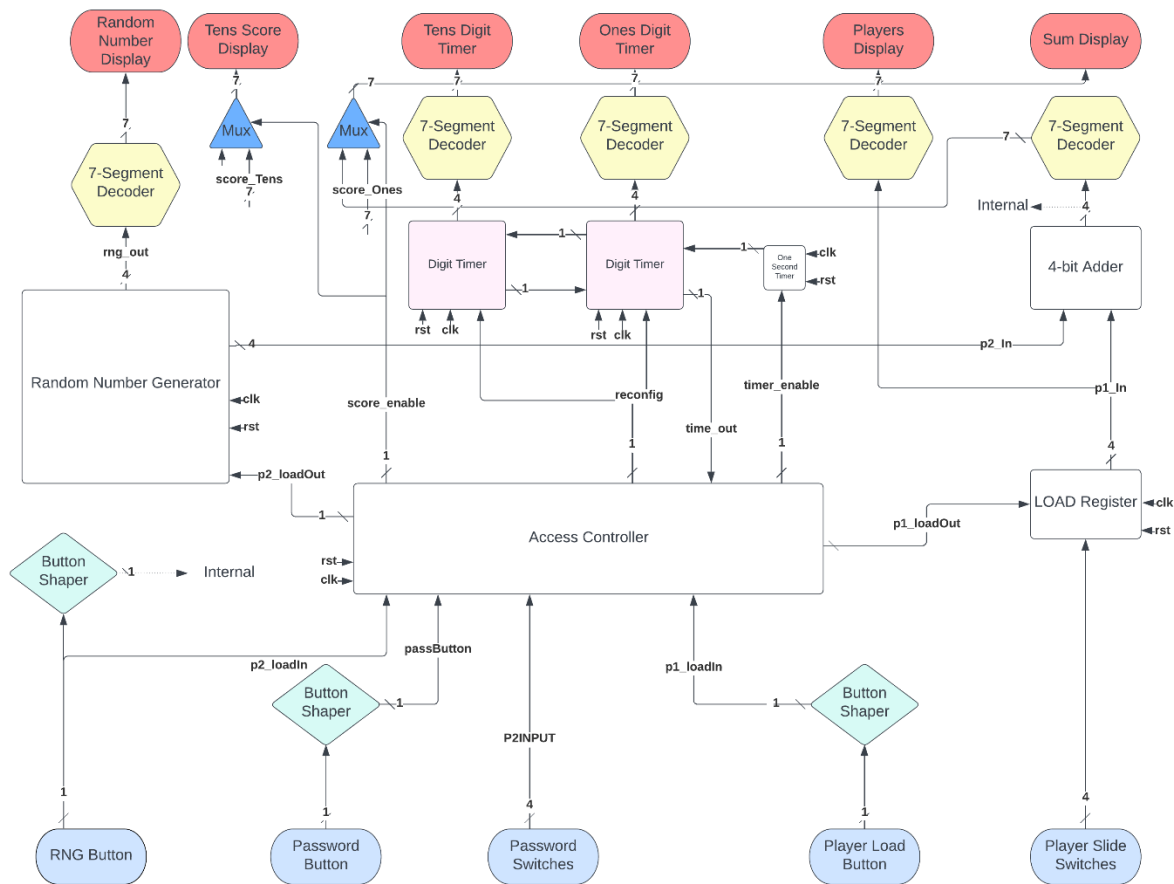 Random
Number
Display
Tens Score
Display
Tens Digit
Timer
Ones Digit
Timer
Players
Display
Sum Display
7
7
7
7
7
7
7
Mux
Mux
7-Segment
Decoder
7-Segment
Decoder
7-Segment
Decoder
7-Segment
Decoder
7-Segment
Decoder
7
score_Tens
7
score_Ones
7
4
4
Internal
4
rng_out
4
Digit Timer
1
Digit Timer
1
One
Second
Timer
clk
rst
4-bit Adder
1
1
rst
clk
rst
clk
4
p2_In
Random Number Generator
clk
rst
score_enable
reconfig
timer_enable
time_out
p1_In
1
1
1
4
p2_loadOut
1
LOAD Register
clk
rst
p1_loadOut
Access Controller
rst
clk
Button
Shaper
1
Internal
passButton
p2_loadIn
p1_loadIn
Button
Shaper
1
1
Button
Shaper
P2INPUT
1
1
4
1
4
RNG Button
Password
Button
Password
Switches
Player Load
Button
Player Slide
Switches